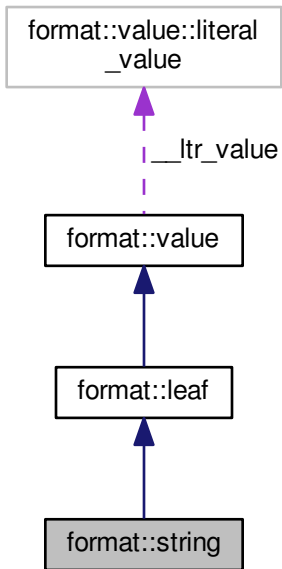 format::value::literal
_value
__ltr_value
format::value
format::leaf
format::string